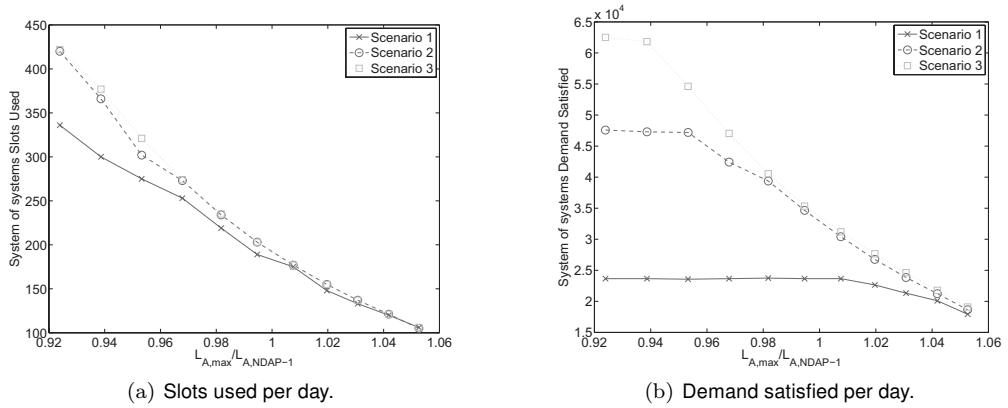 450
400
350
300
250
200
150
100
System of systems Slots Used
0.92 0.94 0.96 0.98 1 1.02 1.04 1.06
L_A,max/L_A,NDAP−1
Scenario 1
Scenario 2
Scenario 3
(a) Slots used per day.
x 10^4
6.5
5.5
4.5
3.5
2.5
1.5
6
5
4
3
2
System of systems Demand Satisfied
0.92 0.94 0.96 0.98 1 1.02 1.04 1.06
L_A,max/L_A,NDAP−1
Scenario 1
Scenario 2
Scenario 3
(b) Demand satisfied per day.